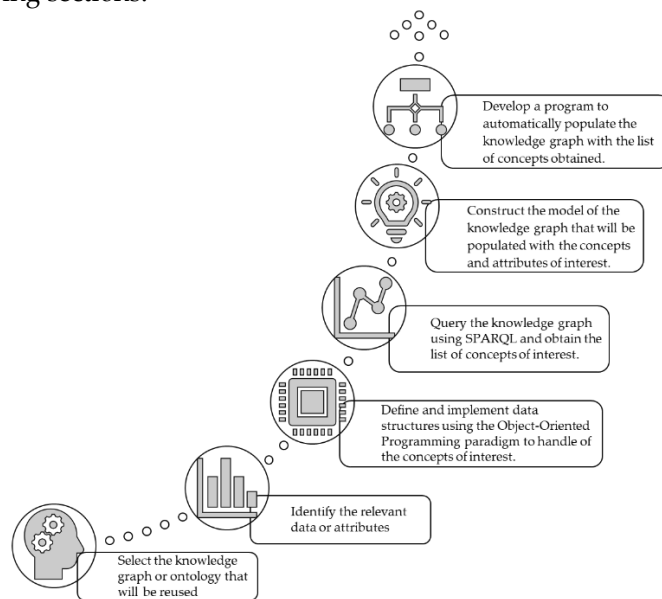 ing sections.
Develop a program to
automatically populate the
knowledge graph with the list
of concepts obtained.
Construct the model of the
knowledge graph that will be
populated with the concepts
and attributes of interest.
Query the knowledge graph
using SPARQL and obtain the
list of concepts of interest.
Define and implement data
structures using the Object-Oriented
Programming paradigm to handle of
the concepts of interest.
Identify the relevant
data or attributes
Select the knowledge
graph or ontology that
will be reused